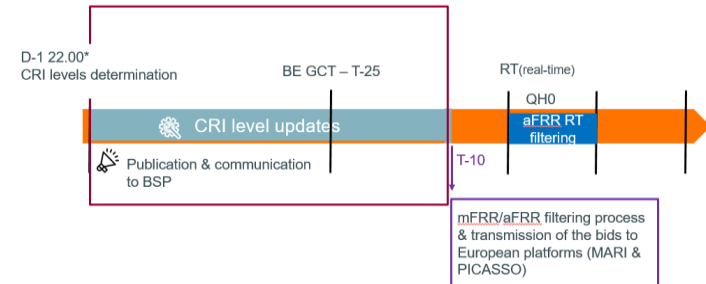 D-1 22.00*
CRI levels determination
BE GCT – T-25
RT(real-time)
QH0
CRI level updates
aFRR RT
filtering
Publication & communication
to BSP
T-10
mFRR/aFRR filtering process
& transmission of the bids to
European platforms (MARI &
PICASSO)